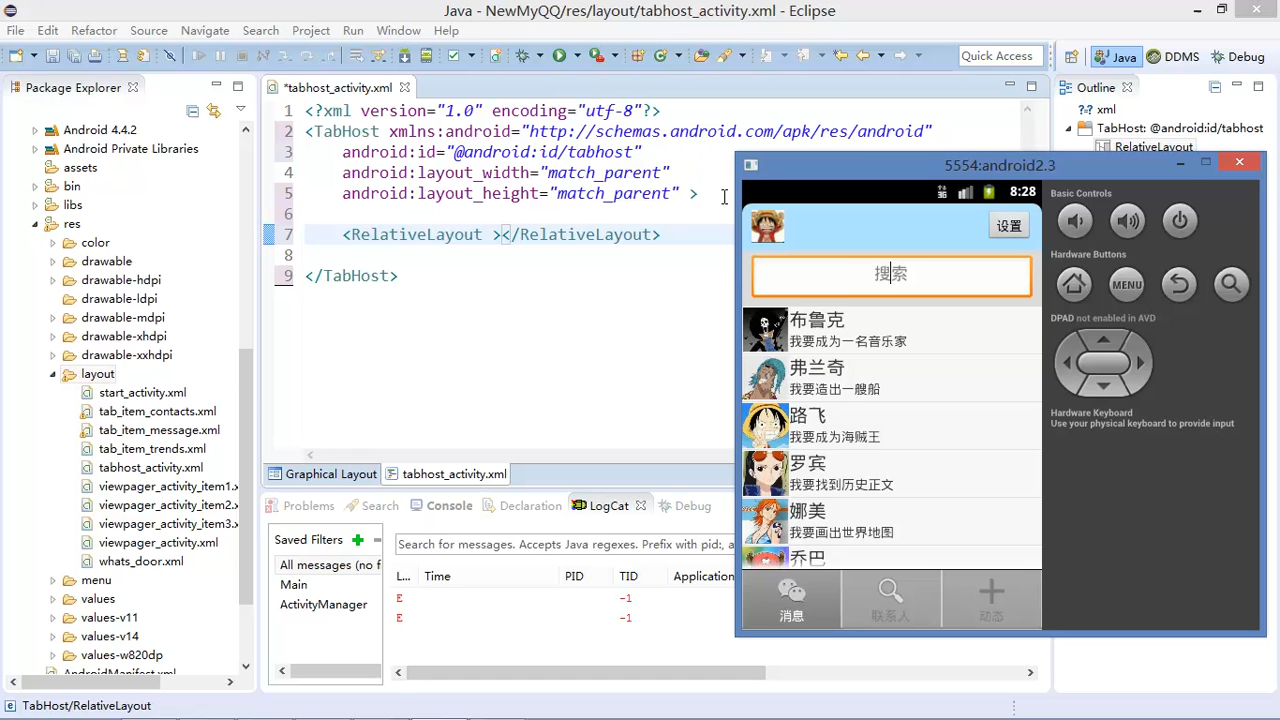 Java - NewMyQQ/res/layout/tabhost_activity.xml - Eclipse
File Edit Refactor Source Navigate Search Project Run Window Help
Quick Access
Java
DDMS
Debug
Package Explorer
Android 4.4.2
Android Private Libraries
assets
bin
libs
res
color
drawable
drawable-hdpi
drawable-ldpi
drawable-mdpi
drawable-xhdpi
drawable-xxhdpi
layout
start_activity.xml
tab_item_contacts.xml
tab_item_message.xml
tab_item_trends.xml
tabhost_activity.xml
viewpager_activity_item1.
viewpager_activity_item2.
viewpager_activity_item3.
viewpager_activity.xml
whats_door.xml
menu
values
values-v11
values-v14
values-w820dp
AndroidManifest.xml
*tabhost_activity.xml
1 <?xml version="1.0" encoding="utf-8"?>
2 <TabHost xmlns:android="http://schemas.android.com/apk/res/android"
3 android:id="@android:id/tabhost"
4 android:layout_width="match_parent"
5 android:layout_height="match_parent" >
6
7 <RelativeLayout ></RelativeLayout>
8
9 </TabHost>
Graphical Layout
tabhost_activity.xml
Problems Search Console Declaration LogCat Debug
Saved Filters
All messages (no f
Main
ActivityManager
Search for messages. Accepts Java regexes. Prefix with pid:, a
L... Time PID TID Application
E -1
E -1
Outline
xml
TabHost: @android:id/tabhost
RelativeLayout
5554:android2.3
8:28
设置
搜索
布鲁克
我要成为一名音乐家
弗兰奇
我要造出一艘船
路飞
我要成为海贼王
罗宾
我要找到历史正文
娜美
我要画出世界地图
乔巴
消息
联系人
动态
Basic Controls
Hardware Buttons
MENU
DPAD not enabled in AVD
Hardware Keyboard
Use your physical keyboard to provide input
TabHost/RelativeLayout